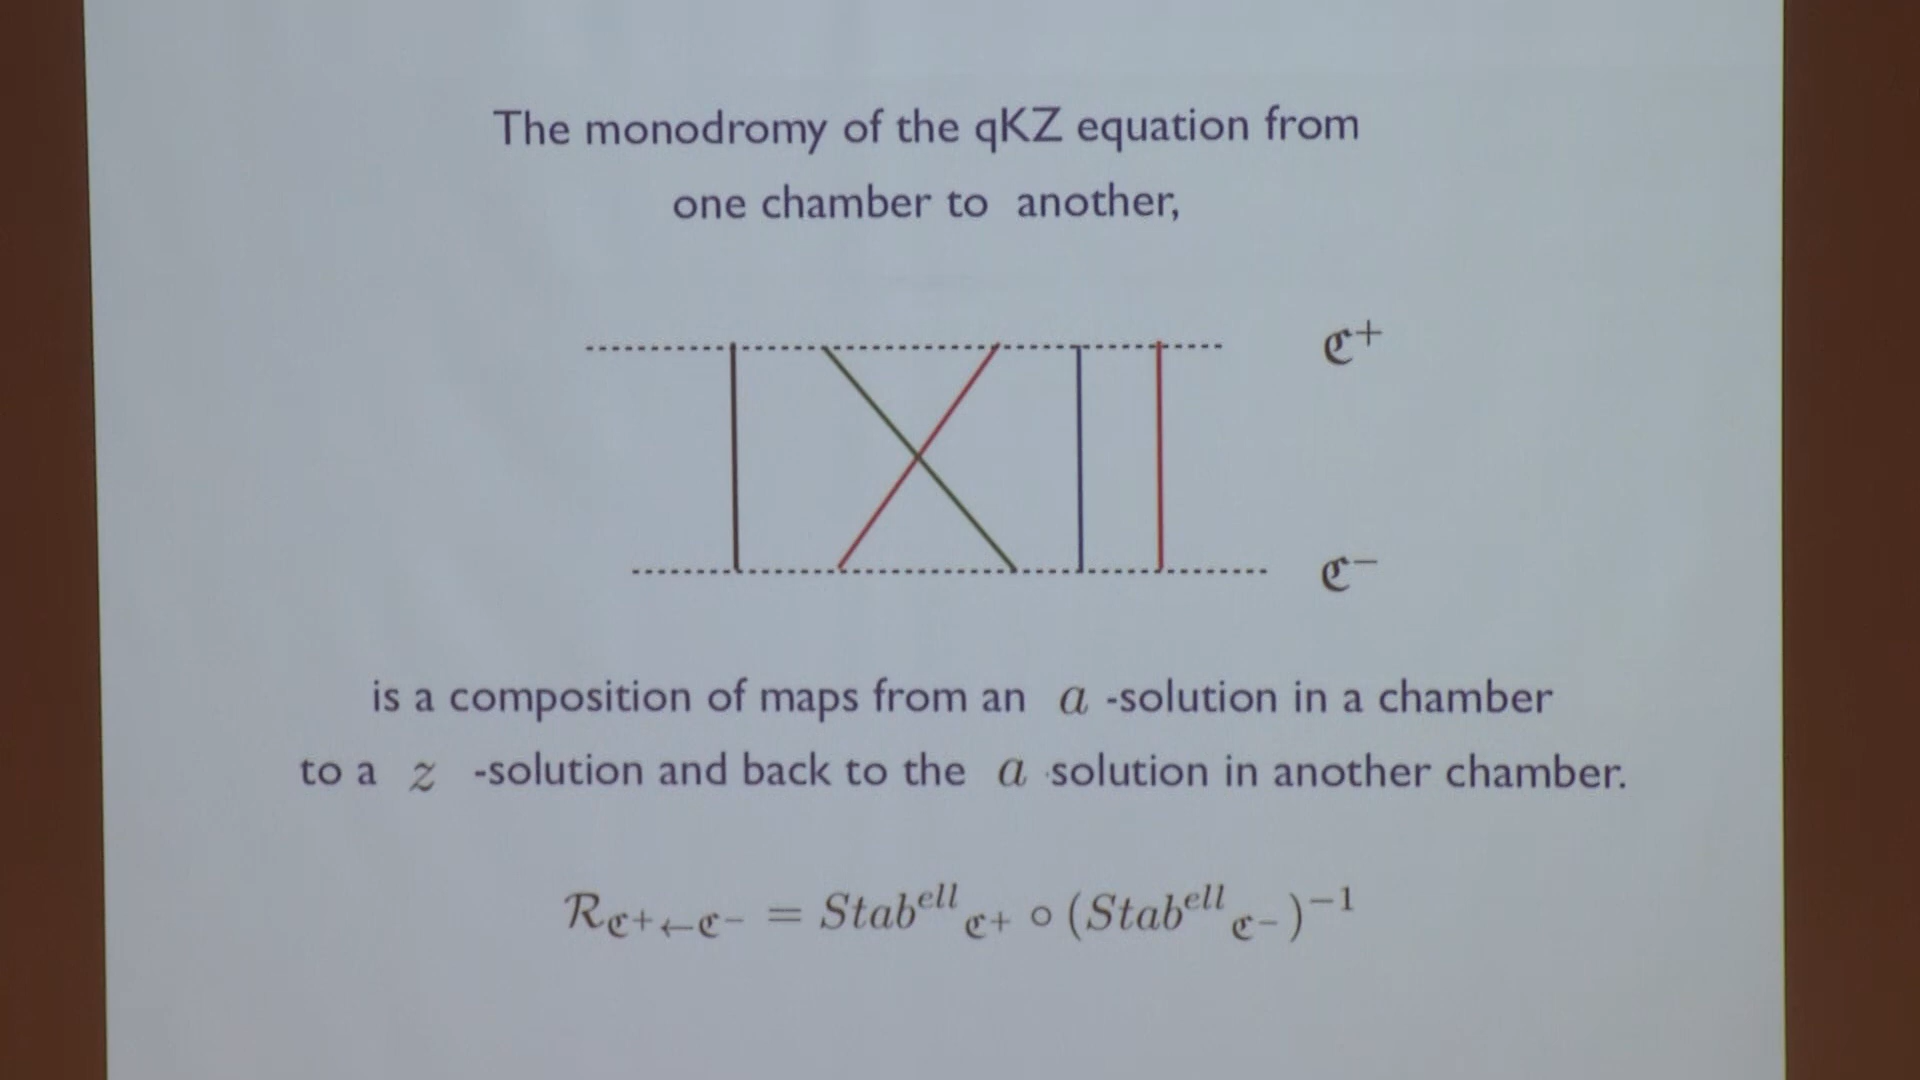 The monodromy of the qKZ equation from
one chamber to another,
ℭ⁺
ℭ⁻
is a composition of maps from an a -solution in a chamber
to a z -solution and back to the a solution in another chamber.
ℛ_{ℭ⁺←ℭ⁻} = Stab^{ell}_{ℭ⁺} ∘ (Stab^{ell}_{ℭ⁻})⁻¹